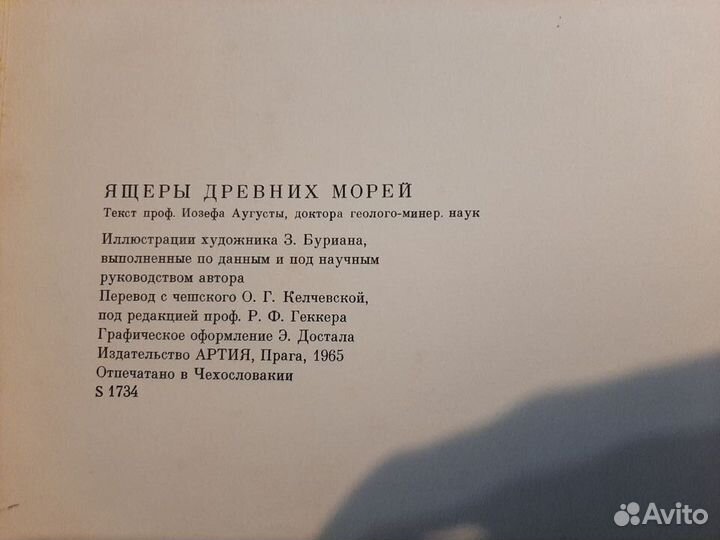 ЯЩЕРЫ ДРЕВНИХ МОРЕЙ
Текст проф. Иозефа Аугусты, доктора геолого-минер. наук
Иллюстрации художника З. Буриана,
выполненные по данным и под научным
руководством автора
Перевод с чешского О. Г. Келчевской,
под редакцией проф. Р. Ф. Геккера
Графическое оформление Э. Достала
Издательство АРТИЯ, Прага, 1965
Отпечатано в Чехословакии
S 1734
Avito